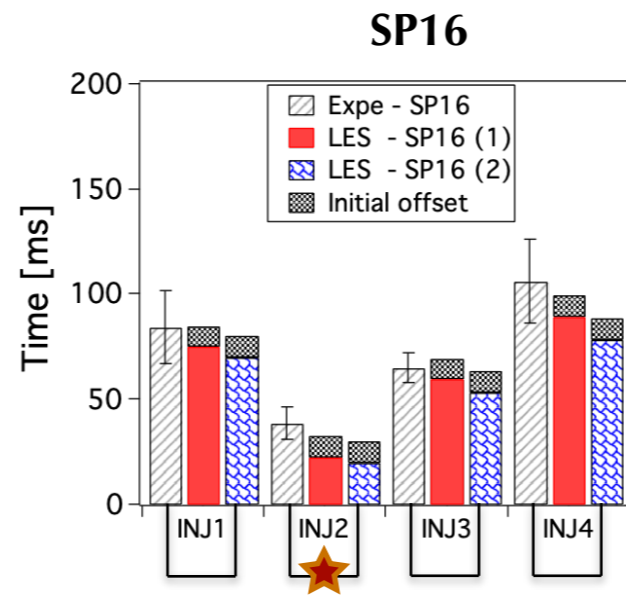 SP16
200
150
100
50
0
Time [ms]
Expe - SP16
LES - SP16 (1)
LES - SP16 (2)
Initial offset
INJ1 INJ2 INJ3 INJ4